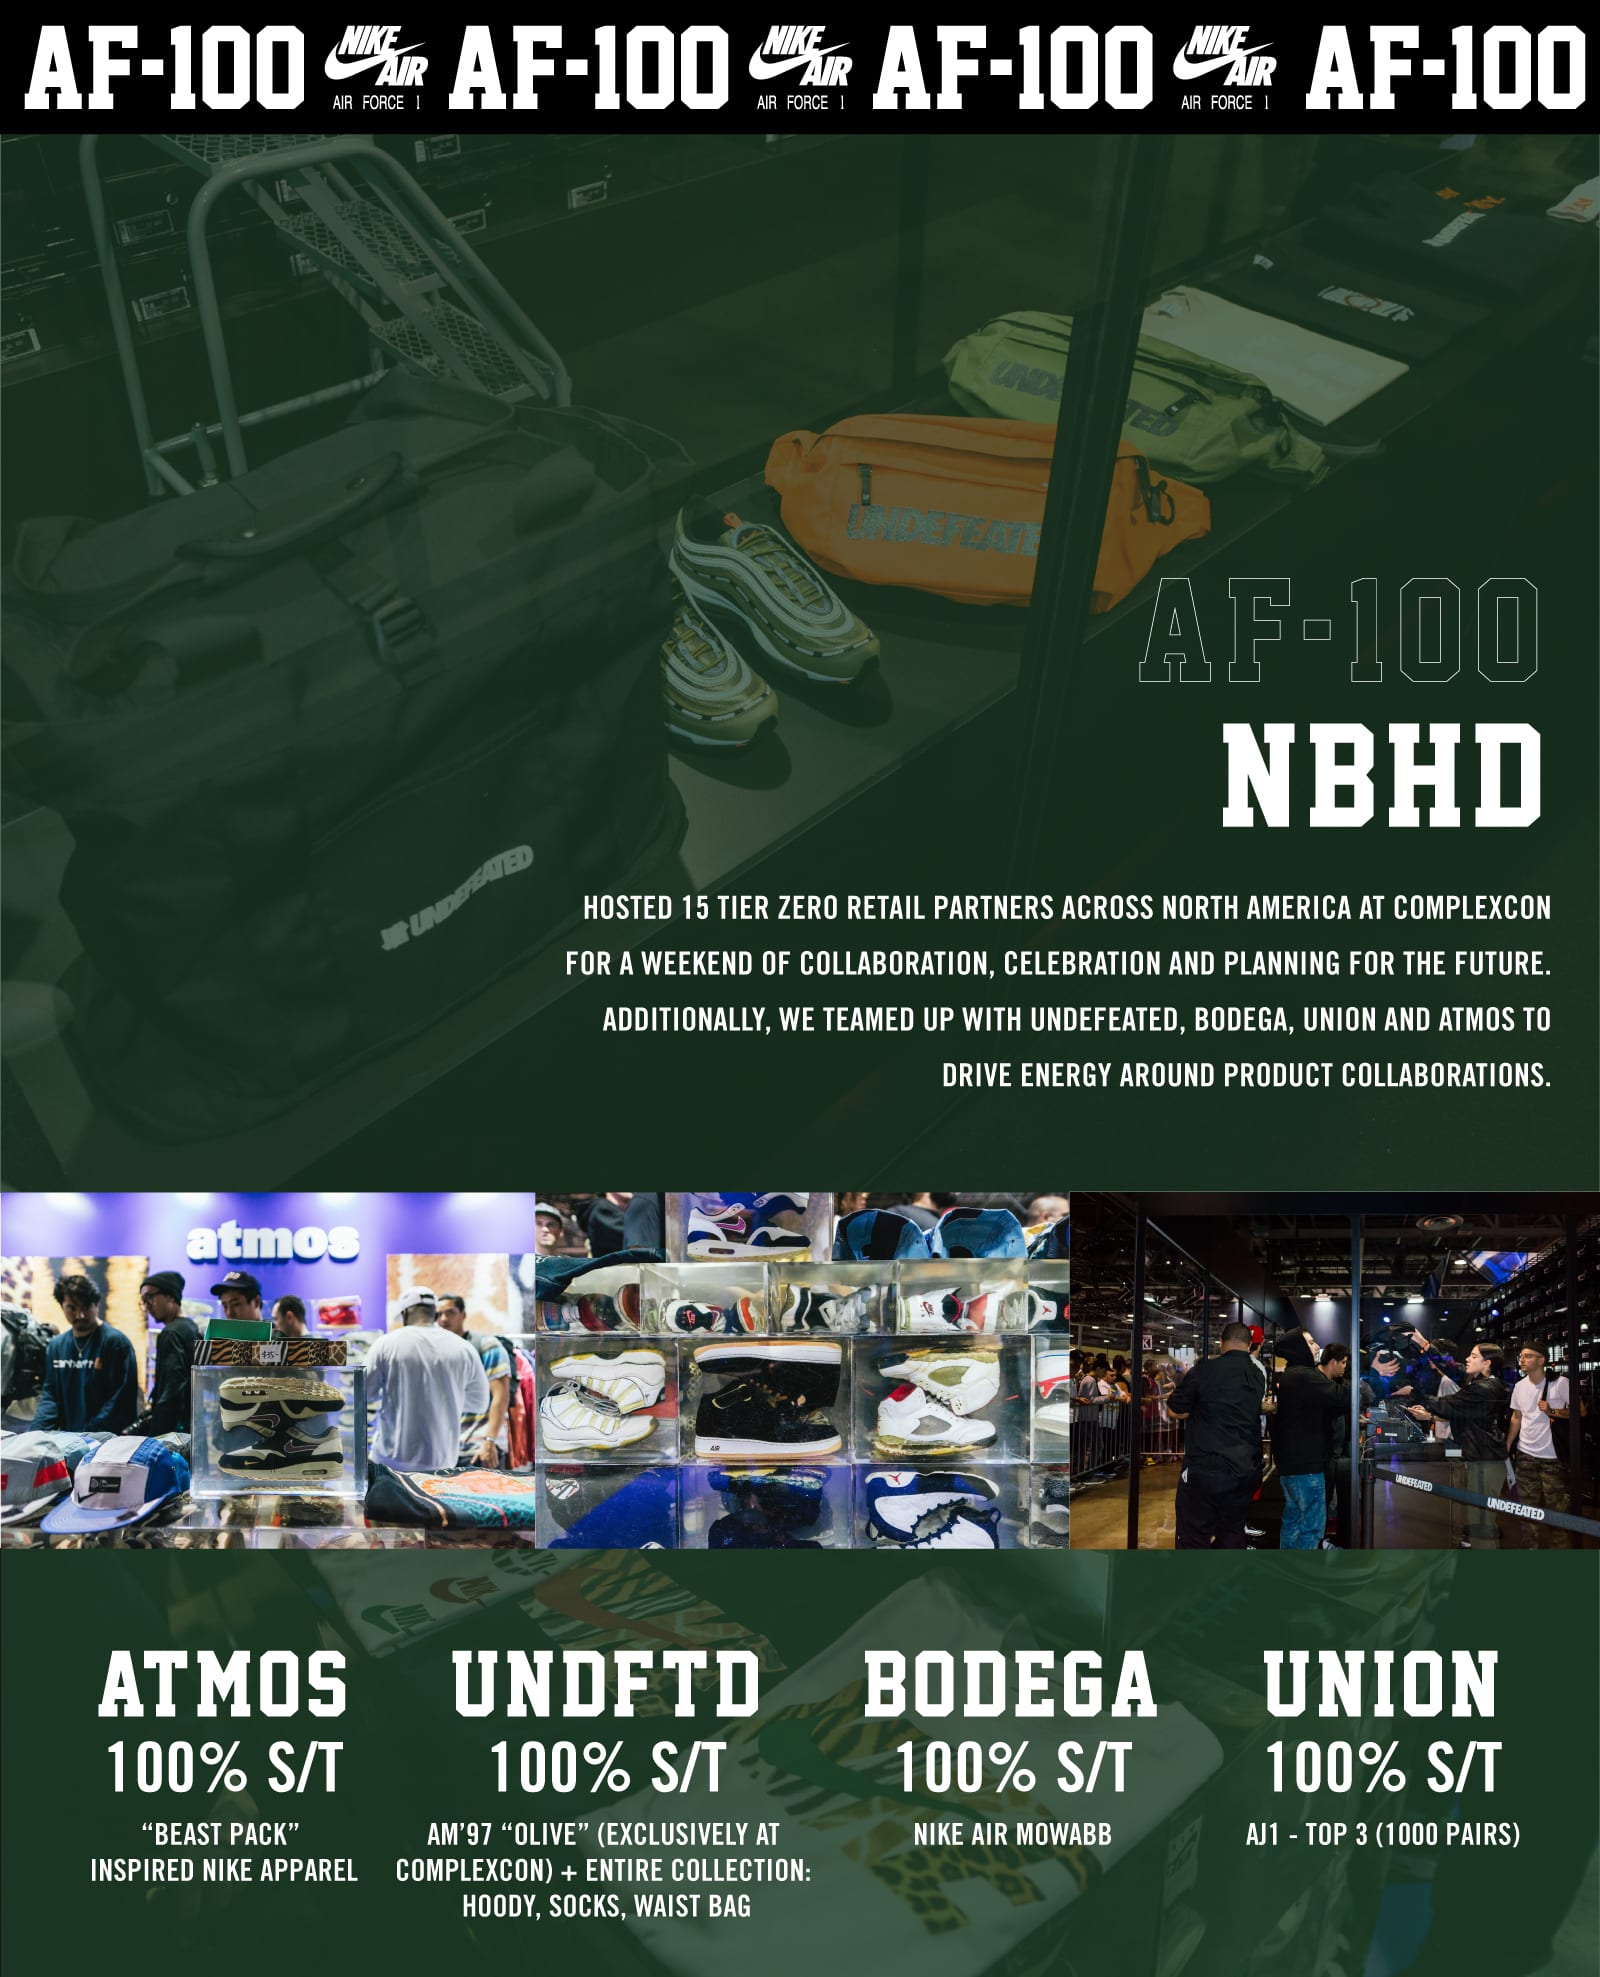 AF-100 NIKE AIR AF-100 NIKE AIR AF-100 NIKE AIR AF-100
AIR FORCE 1 AIR FORCE 1 AIR FORCE 1
UNDEFEATED
UNDEFEATE
AF-100
NBHD
UNDEFEATED
HOSTED 15 TIER ZERO RETAIL PARTNERS ACROSS NORTH AMERICA AT COMPLEXCON
FOR A WEEKEND OF COLLABORATION, CELEBRATION AND PLANNING FOR THE FUTURE.
ADDITIONALLY, WE TEAMED UP WITH UNDEFEATED, BODEGA, UNION AND ATMOS TO
DRIVE ENERGY AROUND PRODUCT COLLABORATIONS.
atmos
carhartt
AIR
UNDEFEATED
UNDEFEATED
ATMOS
100% S/T
“BEAST PACK”
INSPIRED NIKE APPAREL
UNDFTD
100% S/T
AM’97 “OLIVE” (EXCLUSIVELY AT
COMPLEXCON) + ENTIRE COLLECTION:
HOODY, SOCKS, WAIST BAG
BODEGA
100% S/T
NIKE AIR MOWABB
UNION
100% S/T
AJ1 - TOP 3 (1000 PAIRS)